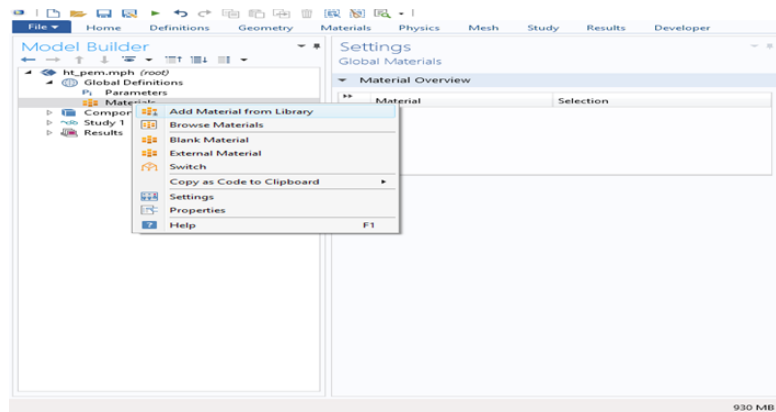 File Home Definitions Geometry Materials Physics Mesh Study Results Developer
Model Builder
ht_pem.mph (root)
Global Definitions
Pi Parameters
Materials
Compor
Study 1
Results
Add Material from Library
Browse Materials
Blank Material
External Material
Switch
Copy as Code to Clipboard
Settings
Properties
Help F1
Settings
Global Materials
Material Overview
Material Selection
930 MB